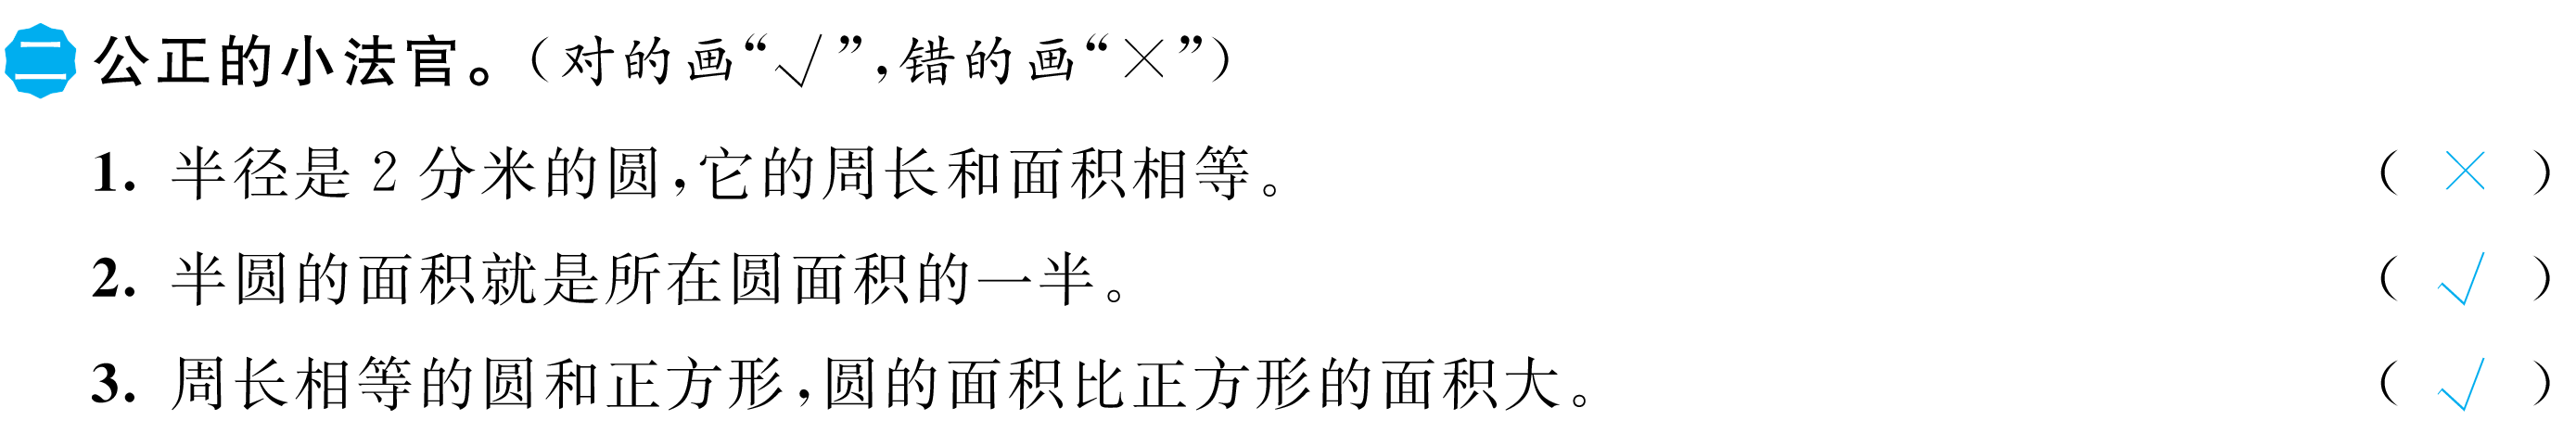 二 公正的小法官。(对的画“√”,错的画“×”)
1. 半径是 2 分米的圆,它的周长和面积相等。 ( × )
2. 半圆的面积就是所在圆面积的一半。 ( √ )
3. 周长相等的圆和正方形,圆的面积比正方形的面积大。 ( √ )